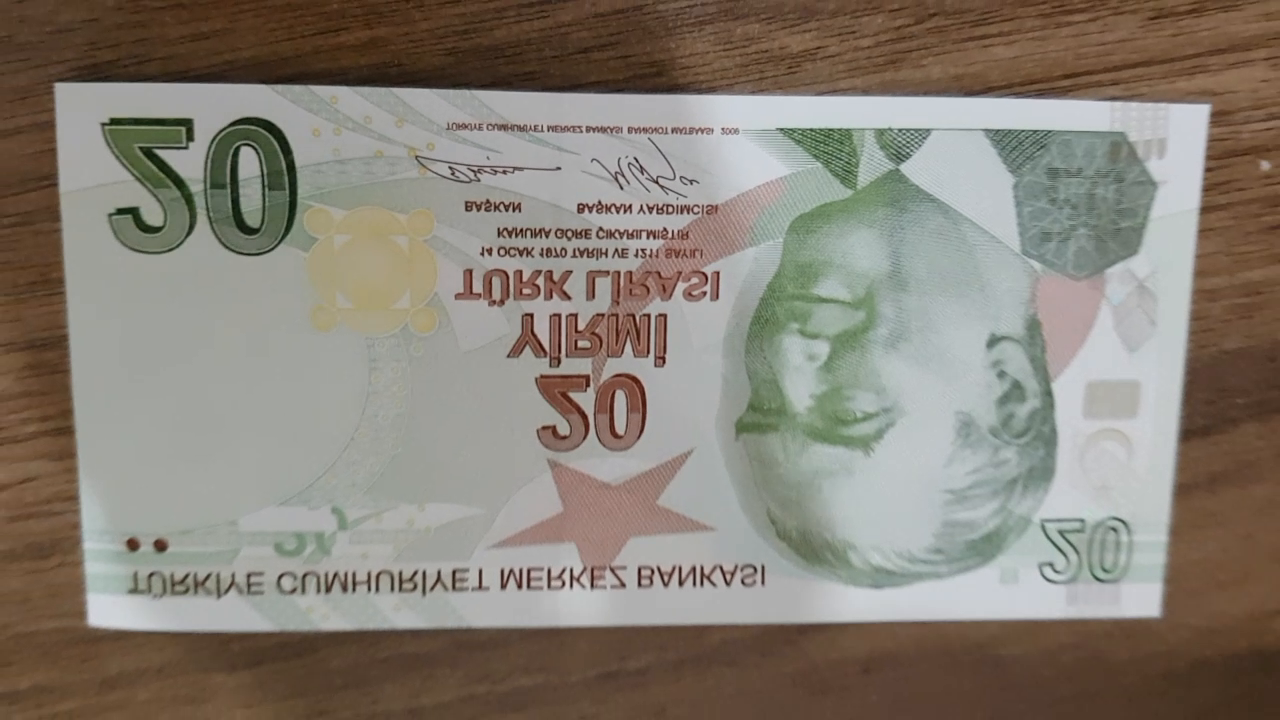 TÜRKİYE CUMHURİYET MERKEZ BANKASI
20
20
YİRMİ
TÜRK LİRASI
14 OCAK 1970 TARİH VE 1211 SAYILI
KANUNA GÖRE ÇIKARILMIŞTIR
BAŞKAN BAŞKAN YARDIMCISI
TÜRKİYE CUMHURİYET MERKEZ BANKASI BANKNOT MATBAASI 2009
20